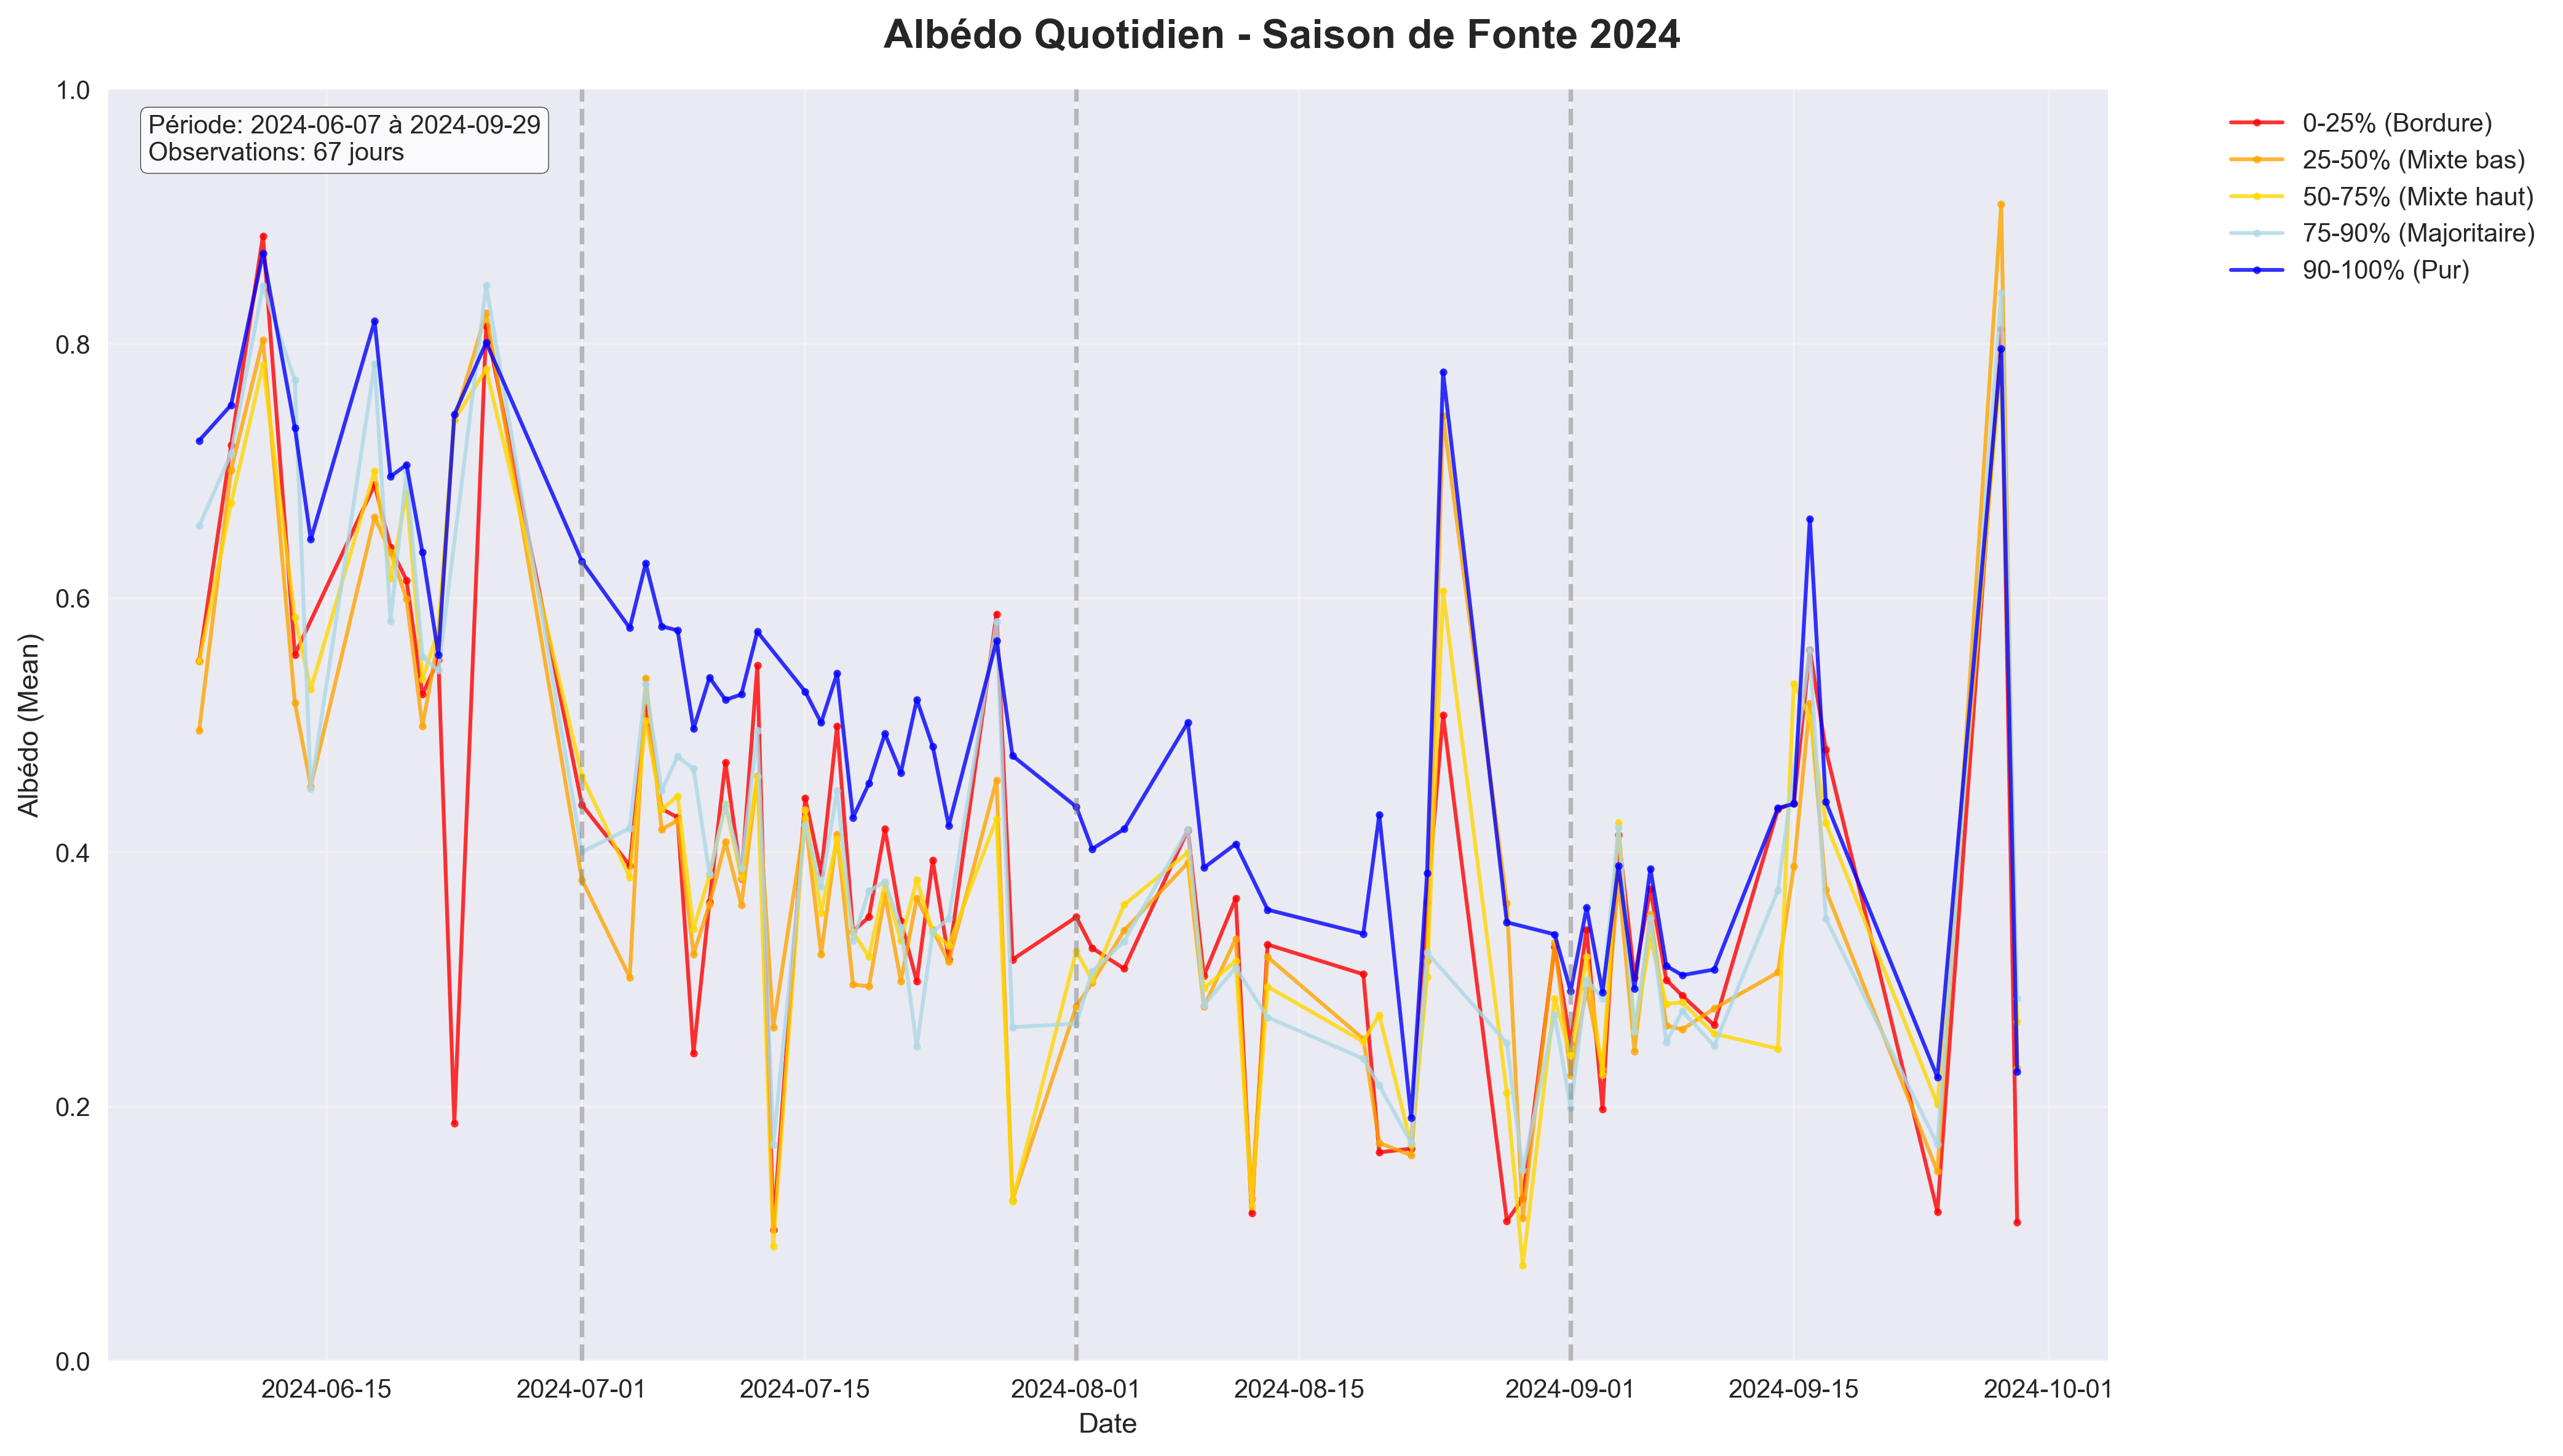 Albédo Quotidien - Saison de Fonte 2024
Période: 2024-06-07 à 2024-09-29
Observations: 67 jours
0-25% (Bordure)
25-50% (Mixte bas)
50-75% (Mixte haut)
75-90% (Majoritaire)
90-100% (Pur)
Albédo (Mean)
1.0
0.8
0.6
0.4
0.2
0.0
2024-06-15
2024-07-01
2024-07-15
2024-08-01
2024-08-15
2024-09-01
2024-09-15
2024-10-01
Date